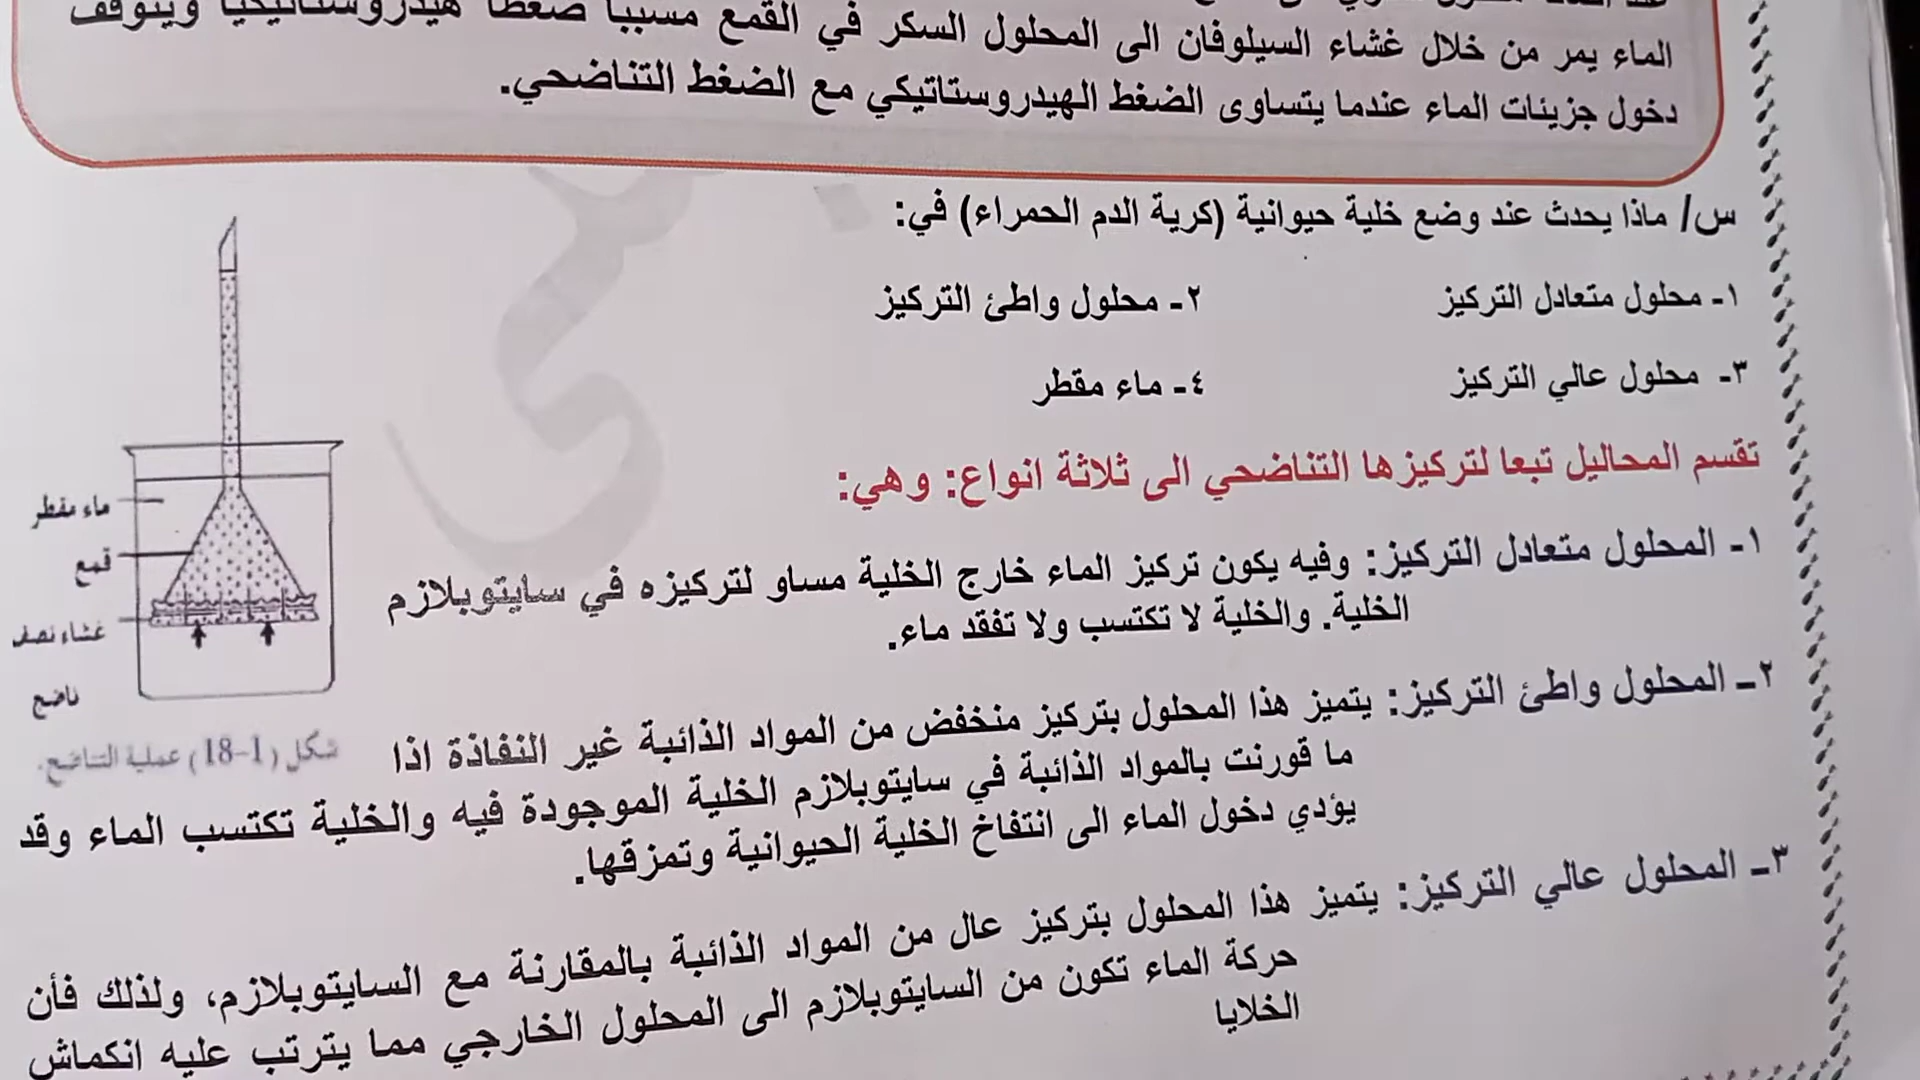 الماء يمر من خلال غشاء السيلوفان الى المحلول السكر في القمع مسببا ضغطا هيدروستاتيكيا ويتوقف
دخول جزيئات الماء عندما يتساوى الضغط الهيدروستاتيكي مع الضغط التناضحي.
س/ ماذا يحدث عند وضع خلية حيوانية (كرية الدم الحمراء) في:
١- محلول متعادل التركيز
٢- محلول واطئ التركيز
٣- محلول عالي التركيز
٤- ماء مقطر
تقسم المحاليل تبعا لتركيزها التناضحي الى ثلاثة انواع: وهي:
١- المحلول متعادل التركيز: وفيه يكون تركيز الماء خارج الخلية مساو لتركيزه في سايتوبلازم
الخلية. والخلية لا تكتسب ولا تفقد ماء.
٢- المحلول واطئ التركيز: يتميز هذا المحلول بتركيز منخفض من المواد الذائبة غير النفاذة اذا
ما قورنت بالمواد الذائبة في سايتوبلازم الخلية الموجودة فيه والخلية تكتسب الماء وقد
يؤدي دخول الماء الى انتفاخ الخلية الحيوانية وتمزقها.
٣- المحلول عالي التركيز: يتميز هذا المحلول بتركيز عال من المواد الذائبة بالمقارنة مع السايتوبلازم، ولذلك فأن
حركة الماء تكون من السايتوبلازم الى المحلول الخارجي مما يترتب عليه انكماش
الخلايا
ماء مقطر
قمع
غشاء نصف
ناضح
شكل (1-18) عملية التناضح.